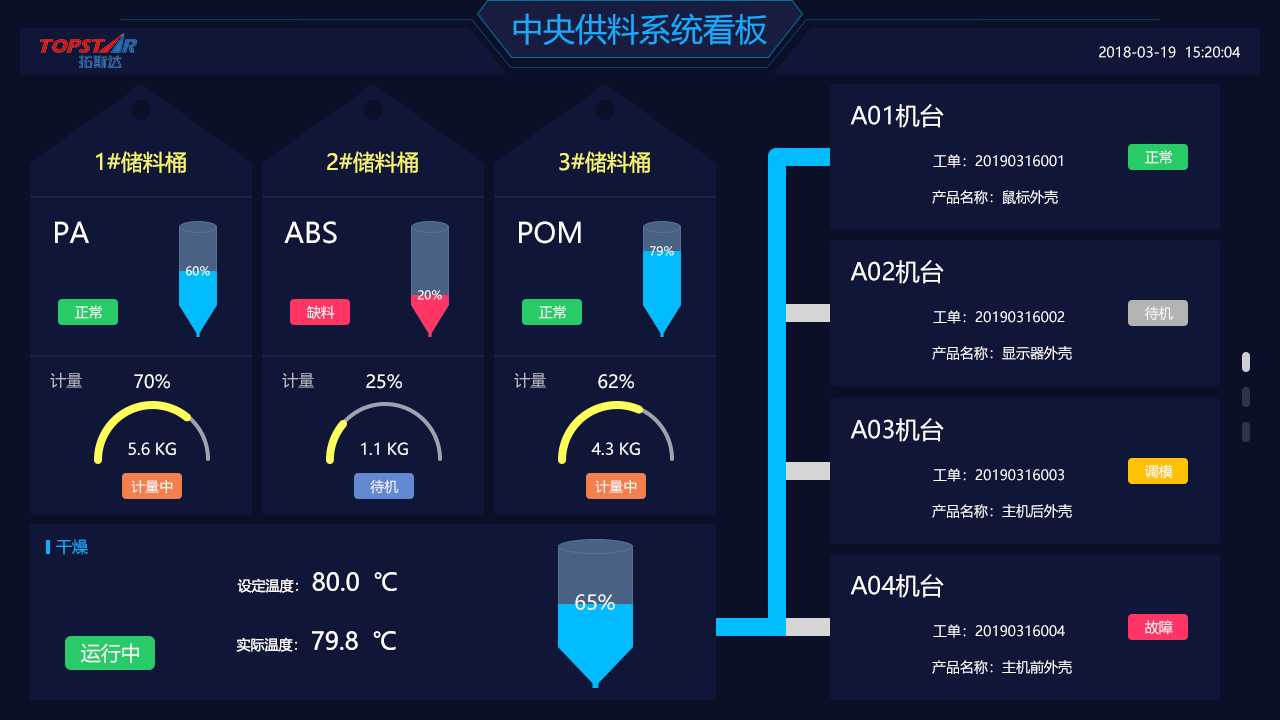 中央供料系统看板
TOPSTAR
拓斯达
2018-03-19 15:20:04
1#储料桶
PA
60%
正常
计量
70%
5.6 KG
计量中
2#储料桶
ABS
20%
缺料
计量
25%
1.1 KG
待机
3#储料桶
POM
79%
正常
计量
62%
4.3 KG
计量中
干燥
设定温度： 80.0 ℃
实际温度： 79.8 ℃
运行中
65%
A01机台
工单：20190316001
正常
产品名称：鼠标外壳
A02机台
工单：20190316002
待机
产品名称：显示器外壳
A03机台
工单：20190316003
调模
产品名称：主机后外壳
A04机台
工单：20190316004
故障
产品名称：主机前外壳